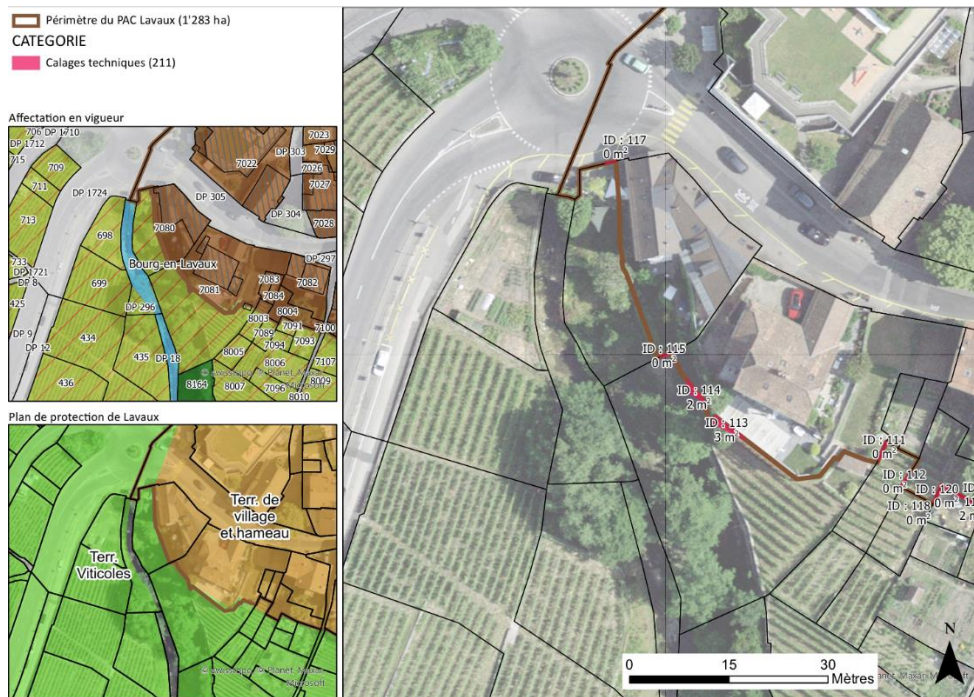 Périmètre du PAC Lavaux (1'283 ha)
CATEGORIE
Calages techniques (211)
Affectation en vigueur
706
DP 1710
DP 1712
715
709
711
713
DP 1724
698
699
733
DP 1721
DP 8
425
DP 9
DP 12
434
435
436
DP 296
DP 18
8164
7080
Bourg-en-Lavaux
7081
7022
DP 303
7023
7029
7026
7027
DP 305
DP 304
7028
DP 297
7083
7082
7084
8004
8003
7091
7100
7089
7093
7094
8005
8006
7107
8007
7096
8009
8010
Microsoft
Plan de protection de Lavaux
Terr. de
village
et hameau
Terr.
Viticoles
Microsoft
ID : 117
0 m²
ID : 115
0 m²
ID : 114
2 m²
ID : 113
3 m²
ID : 111
0 m²
ID : 112
0 m²
ID : 120
0 m²
ID : 118
0 m²
2 m²
N
0 15 30
Mètres